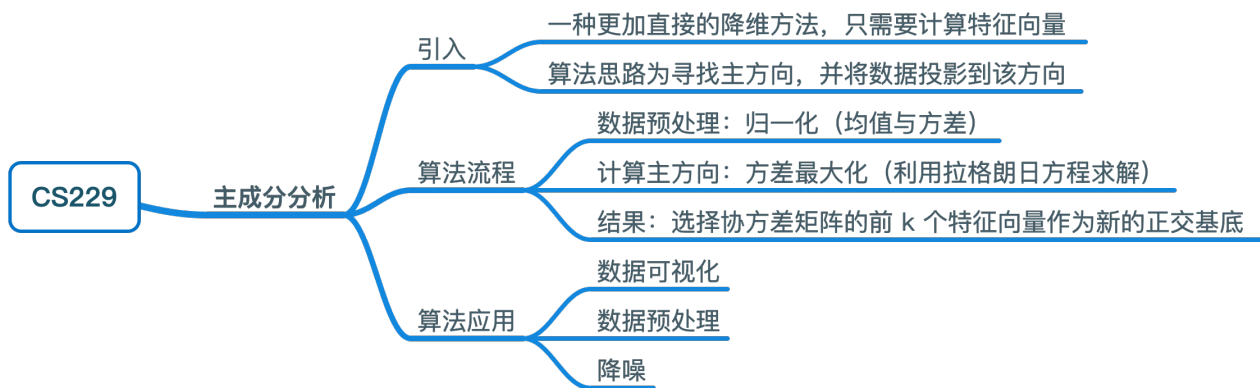 CS229
主成分分析
引入
一种更加直接的降维方法，只需要计算特征向量
算法思路为寻找主方向，并将数据投影到该方向
算法流程
数据预处理：归一化（均值与方差）
计算主方向：方差最大化（利用拉格朗日方程求解）
结果：选择协方差矩阵的前 k 个特征向量作为新的正交基底
算法应用
数据可视化
数据预处理
降噪